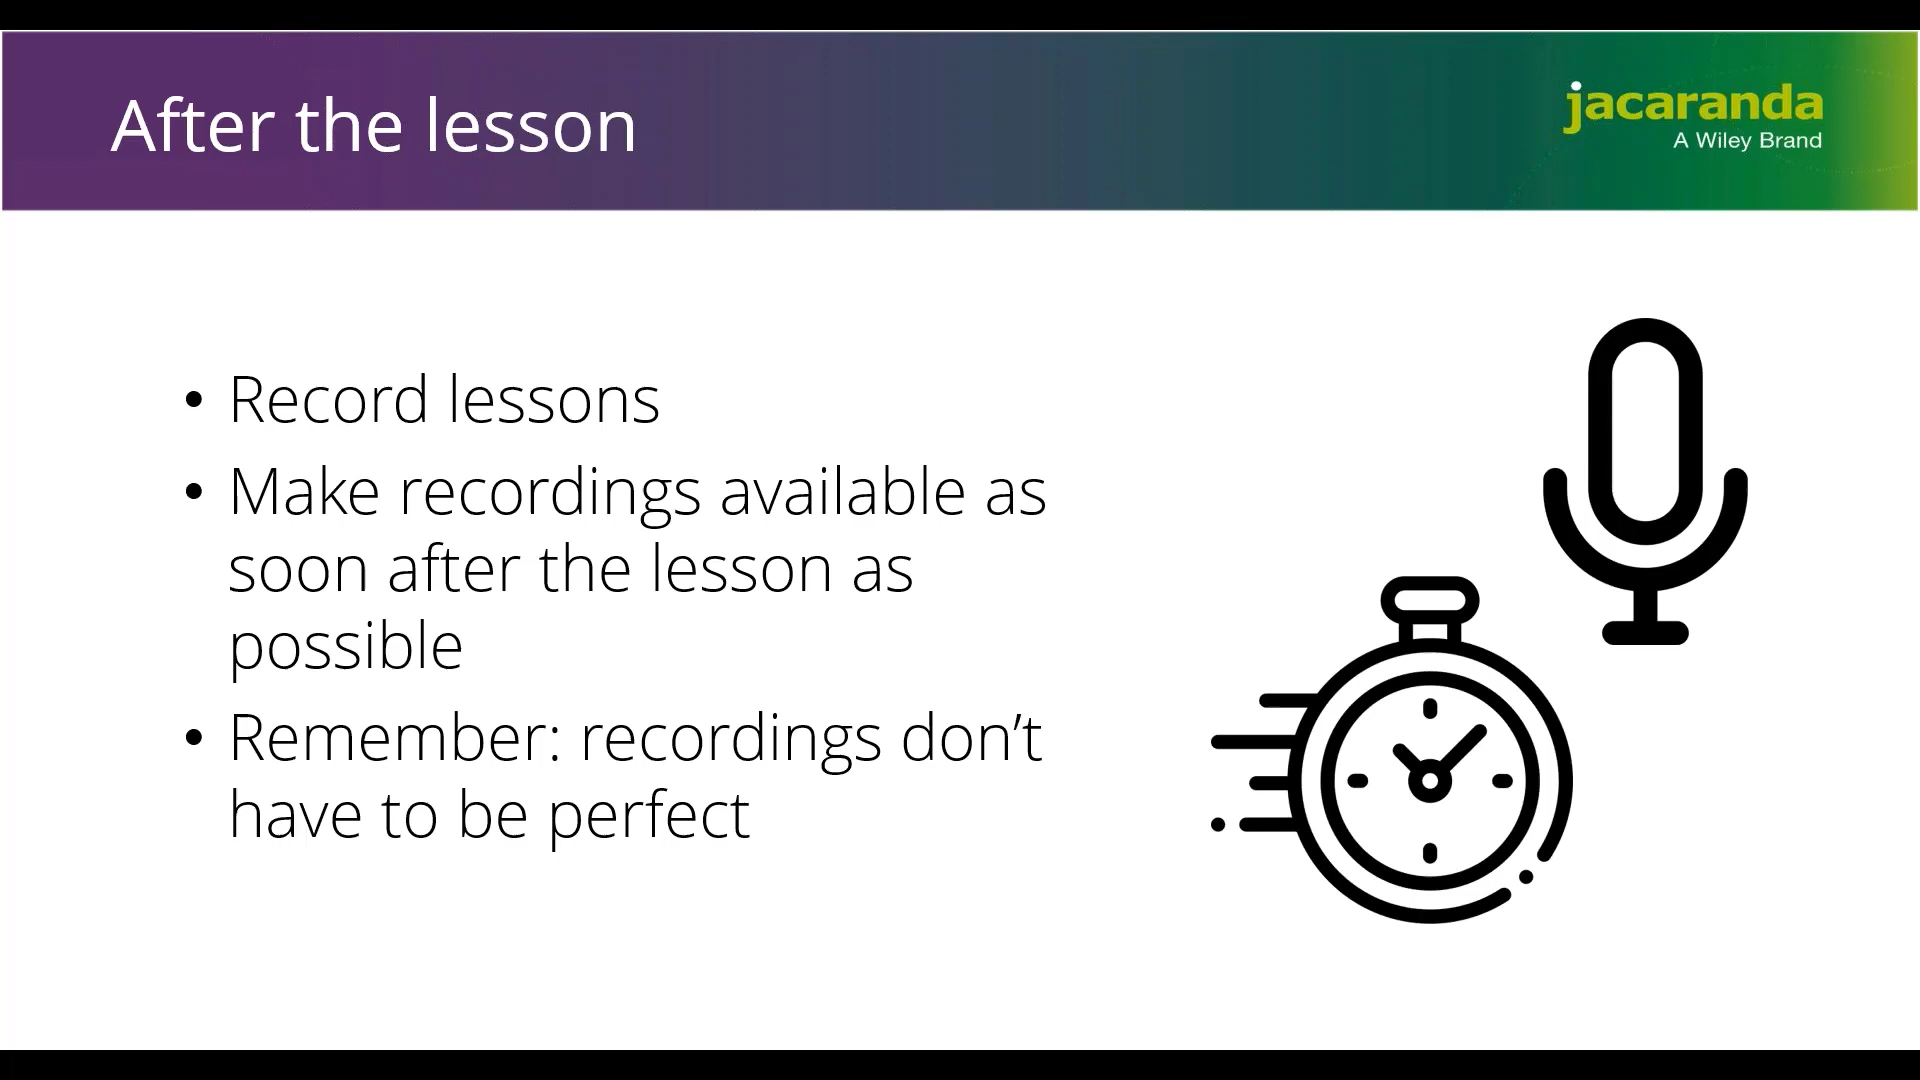 After the lesson
jacaranda
A Wiley Brand
• Record lessons
• Make recordings available as
soon after the lesson as
possible
• Remember: recordings don’t
have to be perfect